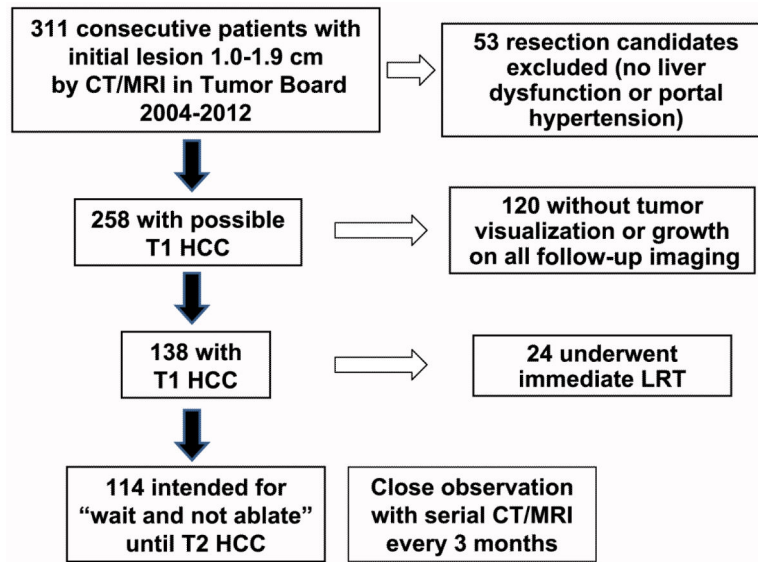 311 consecutive patients with
initial lesion 1.0-1.9 cm
by CT/MRI in Tumor Board
2004-2012
53 resection candidates
excluded (no liver
dysfunction or portal
hypertension)
258 with possible
T1 HCC
120 without tumor
visualization or growth
on all follow-up imaging
138 with
T1 HCC
24 underwent
immediate LRT
114 intended for
“wait and not ablate”
until T2 HCC
Close observation
with serial CT/MRI
every 3 months